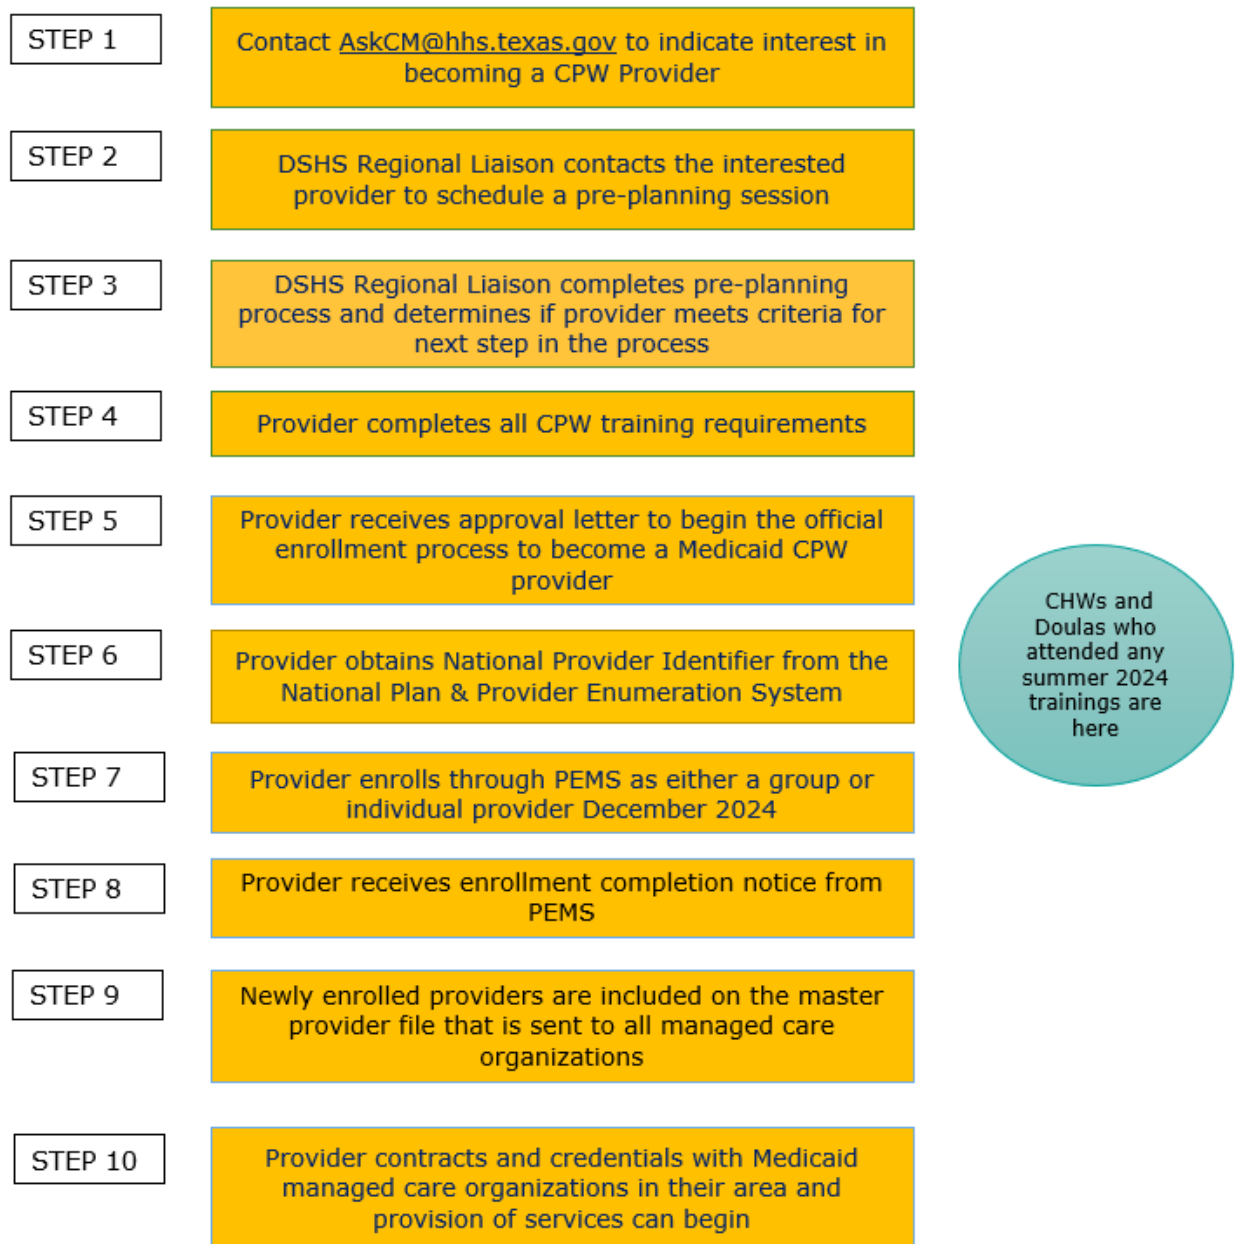 STEP 1
Contact AskCM@hhs.texas.gov to indicate interest in
becoming a CPW Provider
STEP 2
DSHS Regional Liaison contacts the interested
provider to schedule a pre-planning session
STEP 3
DSHS Regional Liaison completes pre-planning
process and determines if provider meets criteria for
next step in the process
STEP 4
Provider completes all CPW training requirements
STEP 5
Provider receives approval letter to begin the official
enrollment process to become a Medicaid CPW
provider
STEP 6
Provider obtains National Provider Identifier from the
National Plan & Provider Enumeration System
CHWs and
Doulas who
attended any
summer 2024
trainings are
here
STEP 7
Provider enrolls through PEMS as either a group or
individual provider December 2024
STEP 8
Provider receives enrollment completion notice from
PEMS
STEP 9
Newly enrolled providers are included on the master
provider file that is sent to all managed care
organizations
STEP 10
Provider contracts and credentials with Medicaid
managed care organizations in their area and
provision of services can begin